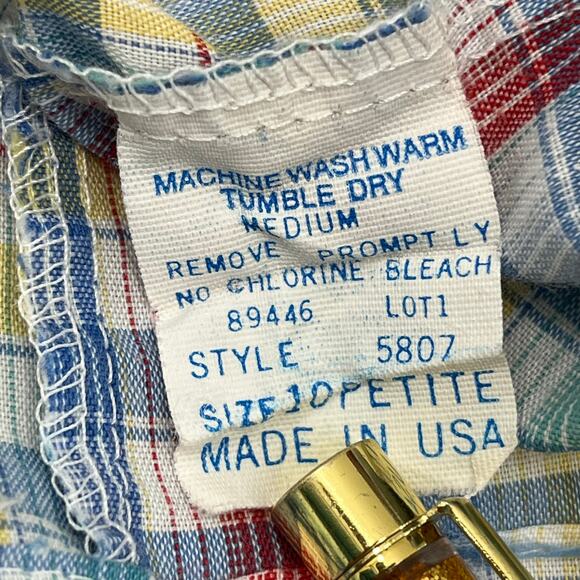 MACHINE WASH WARM
TUMBLE DRY
MEDIUM
REMOVE PROMPTLY
NO CHLORINE BLEACH
89446 LOT1
STYLE 5807
SIZE 10 PETITE
MADE IN USA